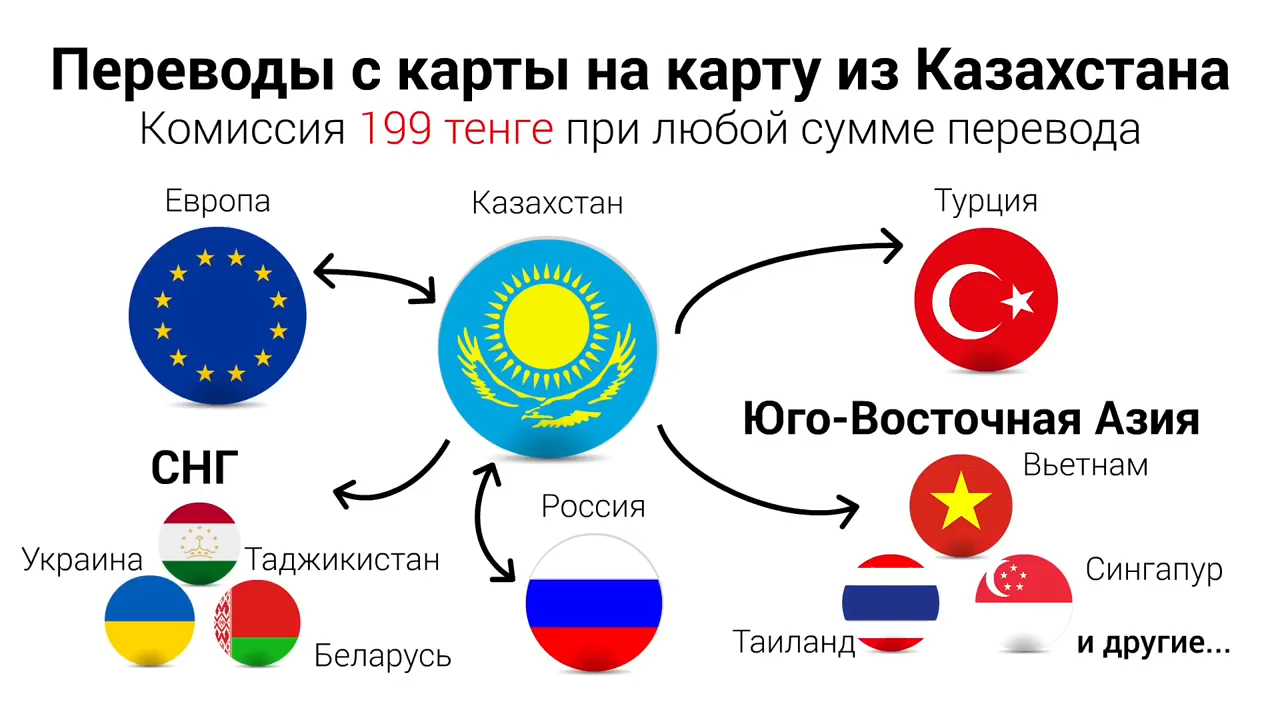 Переводы с карты на карту из Казахстана
Комиссия 199 тенге при любой сумме перевода
Европа
Казахстан
Турция
Юго-Восточная Азия
СНГ
Вьетнам
Россия
Украина
Таджикистан
Сингапур
Таиланд
и другие...
Беларусь